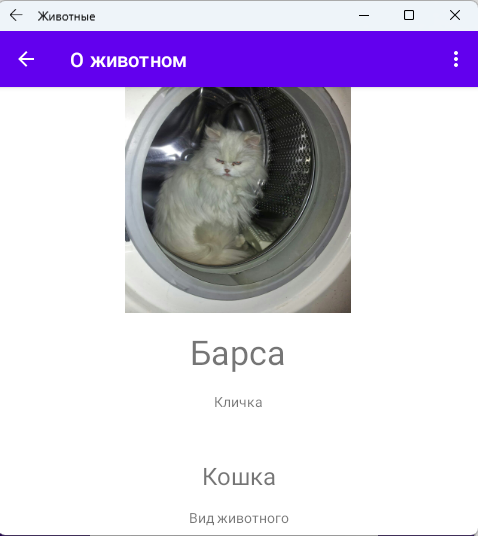 Животные
О животном
Барса
Кличка
Кошка
Вид животного